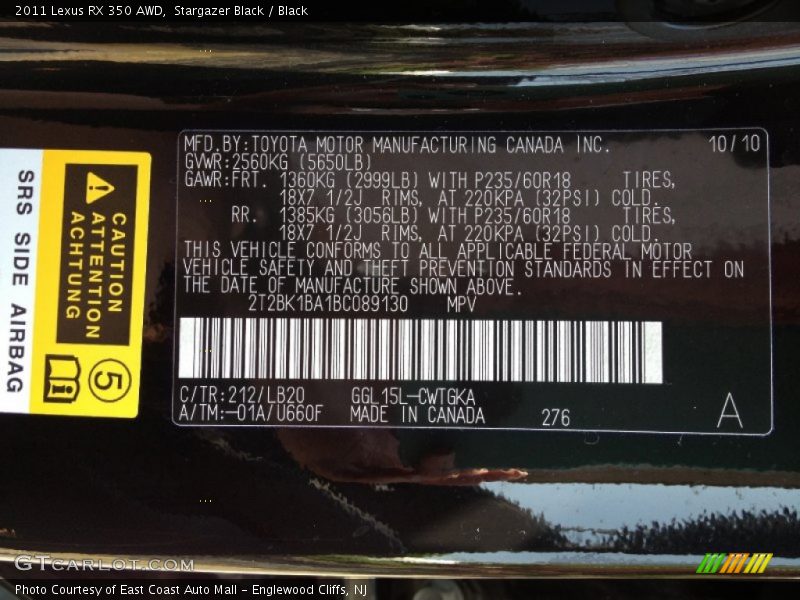 2011 Lexus RX 350 AWD, Stargazer Black / Black
MFD.BY:TOYOTA MOTOR MANUFACTURING CANADA INC. 10/10
GVWR:2560KG (5650LB)
GAWR:FRT. 1360KG (2999LB) WITH P235/60R18 TIRES,
18X7 1/2J RIMS, AT 220KPA (32PSI) COLD.
RR. 1385KG (3056LB) WITH P235/60R18 TIRES,
18X7 1/2J RIMS, AT 220KPA (32PSI) COLD.
THIS VEHICLE CONFORMS TO ALL APPLICABLE FEDERAL MOTOR
VEHICLE SAFETY AND THEFT PREVENTION STANDARDS IN EFFECT ON
THE DATE OF MANUFACTURE SHOWN ABOVE.
2T2BK1BA1BC089130 MPV
C/TR:212/LB20 GGL15L-CWTGKA
A/TM:-01A/U660F MADE IN CANADA 276 A
CAUTION
ATTENTION
ACHTUNG
5
SRS SIDE AIRBAG
GTCARLOT.COM
Photo Courtesy of East Coast Auto Mall - Englewood Cliffs, NJ